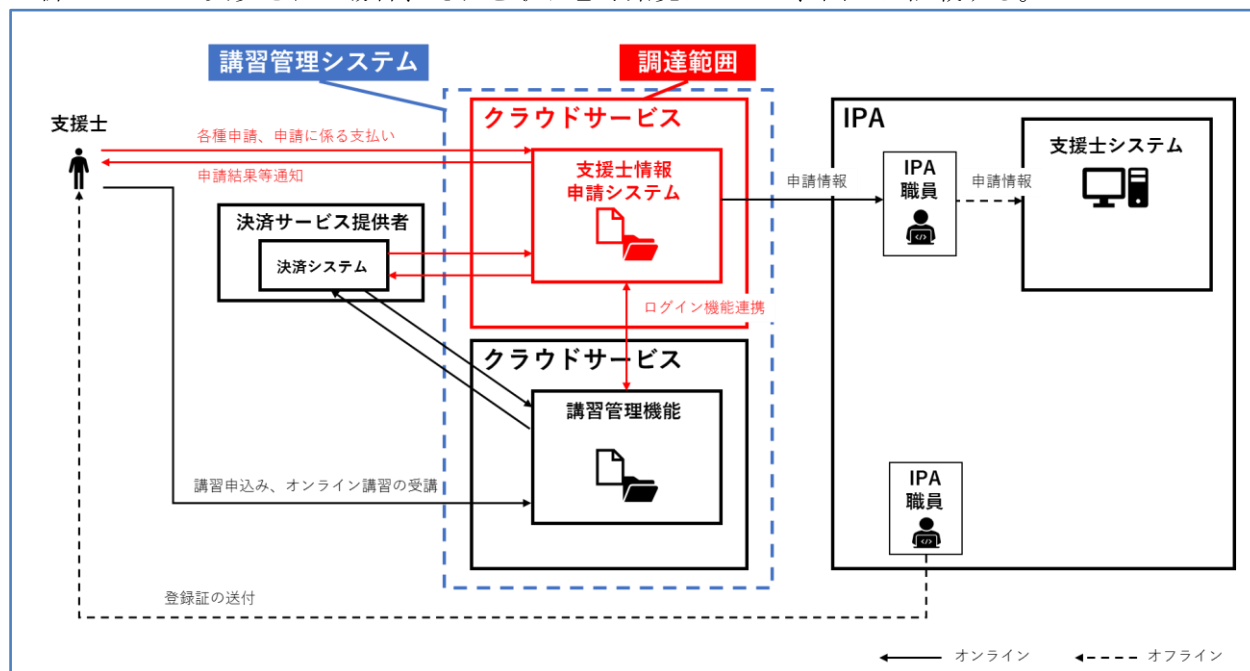 講習管理システム
調達範囲
支援士
各種申請、申請に係る支払い
申請結果等通知
クラウドサービス
支援士情報
申請システム
決済サービス提供者
決済システム
ログイン機能連携
クラウドサービス
講習管理機能
講習申込み、オンライン講習の受講
IPA
申請情報
IPA
職員
申請情報
支援士システム
IPA
職員
登録証の送付
オンライン
オフライン